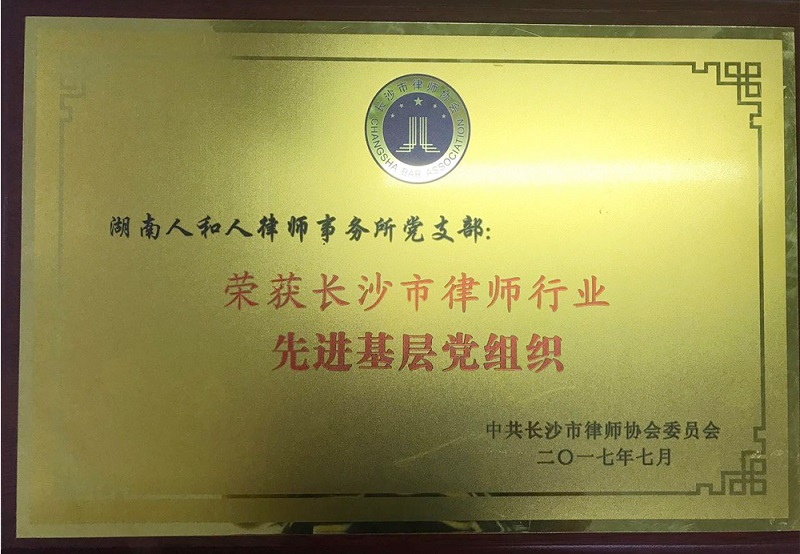 长沙市律师协会
CHANGSHA BAR ASSOCIATION
湖南人和人律师事务所党支部:
荣获长沙市律师行业
先进基层党组织
中共长沙市律师协会委员会
二〇一七年七月